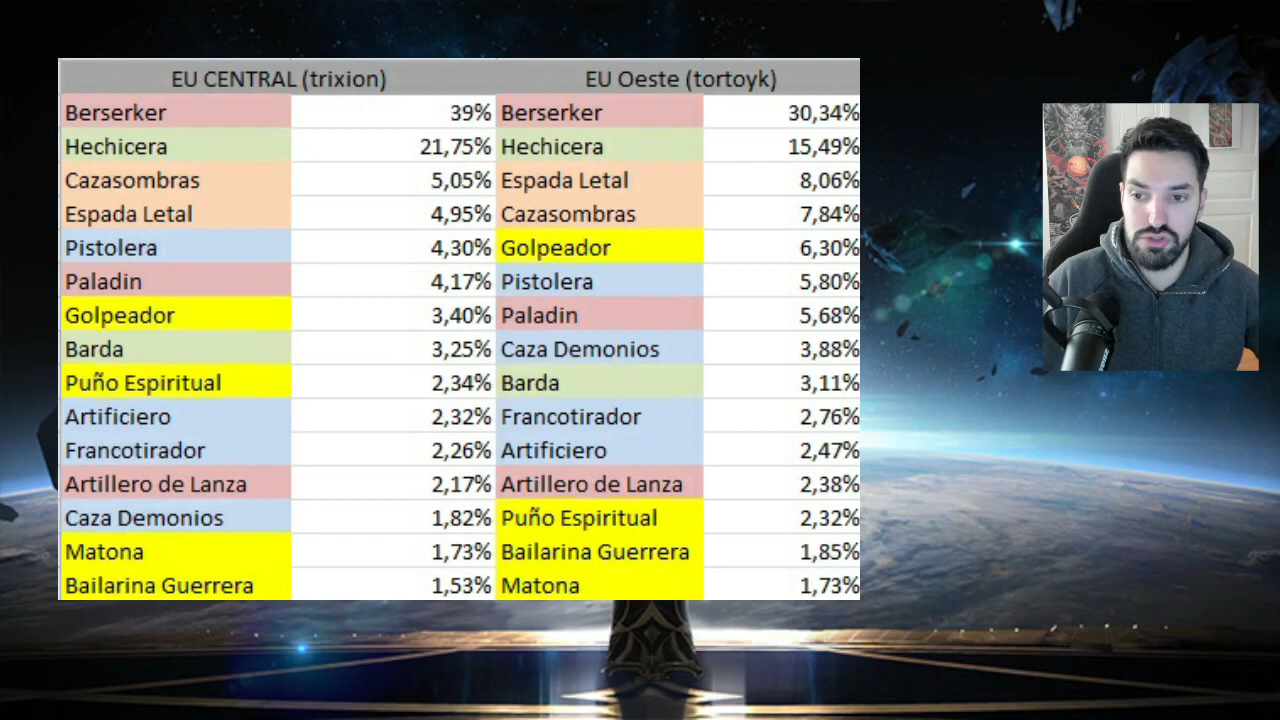 EU CENTRAL (trixion) EU Oeste (tortoyk)
Berserker 39% Berserker 30,34%
Hechicera 21,75% Hechicera 15,49%
Cazasombras 5,05% Espada Letal 8,06%
Espada Letal 4,95% Cazasombras 7,84%
Pistolera 4,30% Golpeador 6,30%
Paladin 4,17% Pistolera 5,80%
Golpeador 3,40% Paladin 5,68%
Barda 3,25% Caza Demonios 3,88%
Puño Espiritual 2,34% Barda 3,11%
Artificiero 2,32% Francotirador 2,76%
Francotirador 2,26% Artificiero 2,47%
Artillero de Lanza 2,17% Artillero de Lanza 2,38%
Caza Demonios 1,82% Puño Espiritual 2,32%
Matona 1,73% Bailarina Guerrera 1,85%
Bailarina Guerrera 1,53% Matona 1,73%